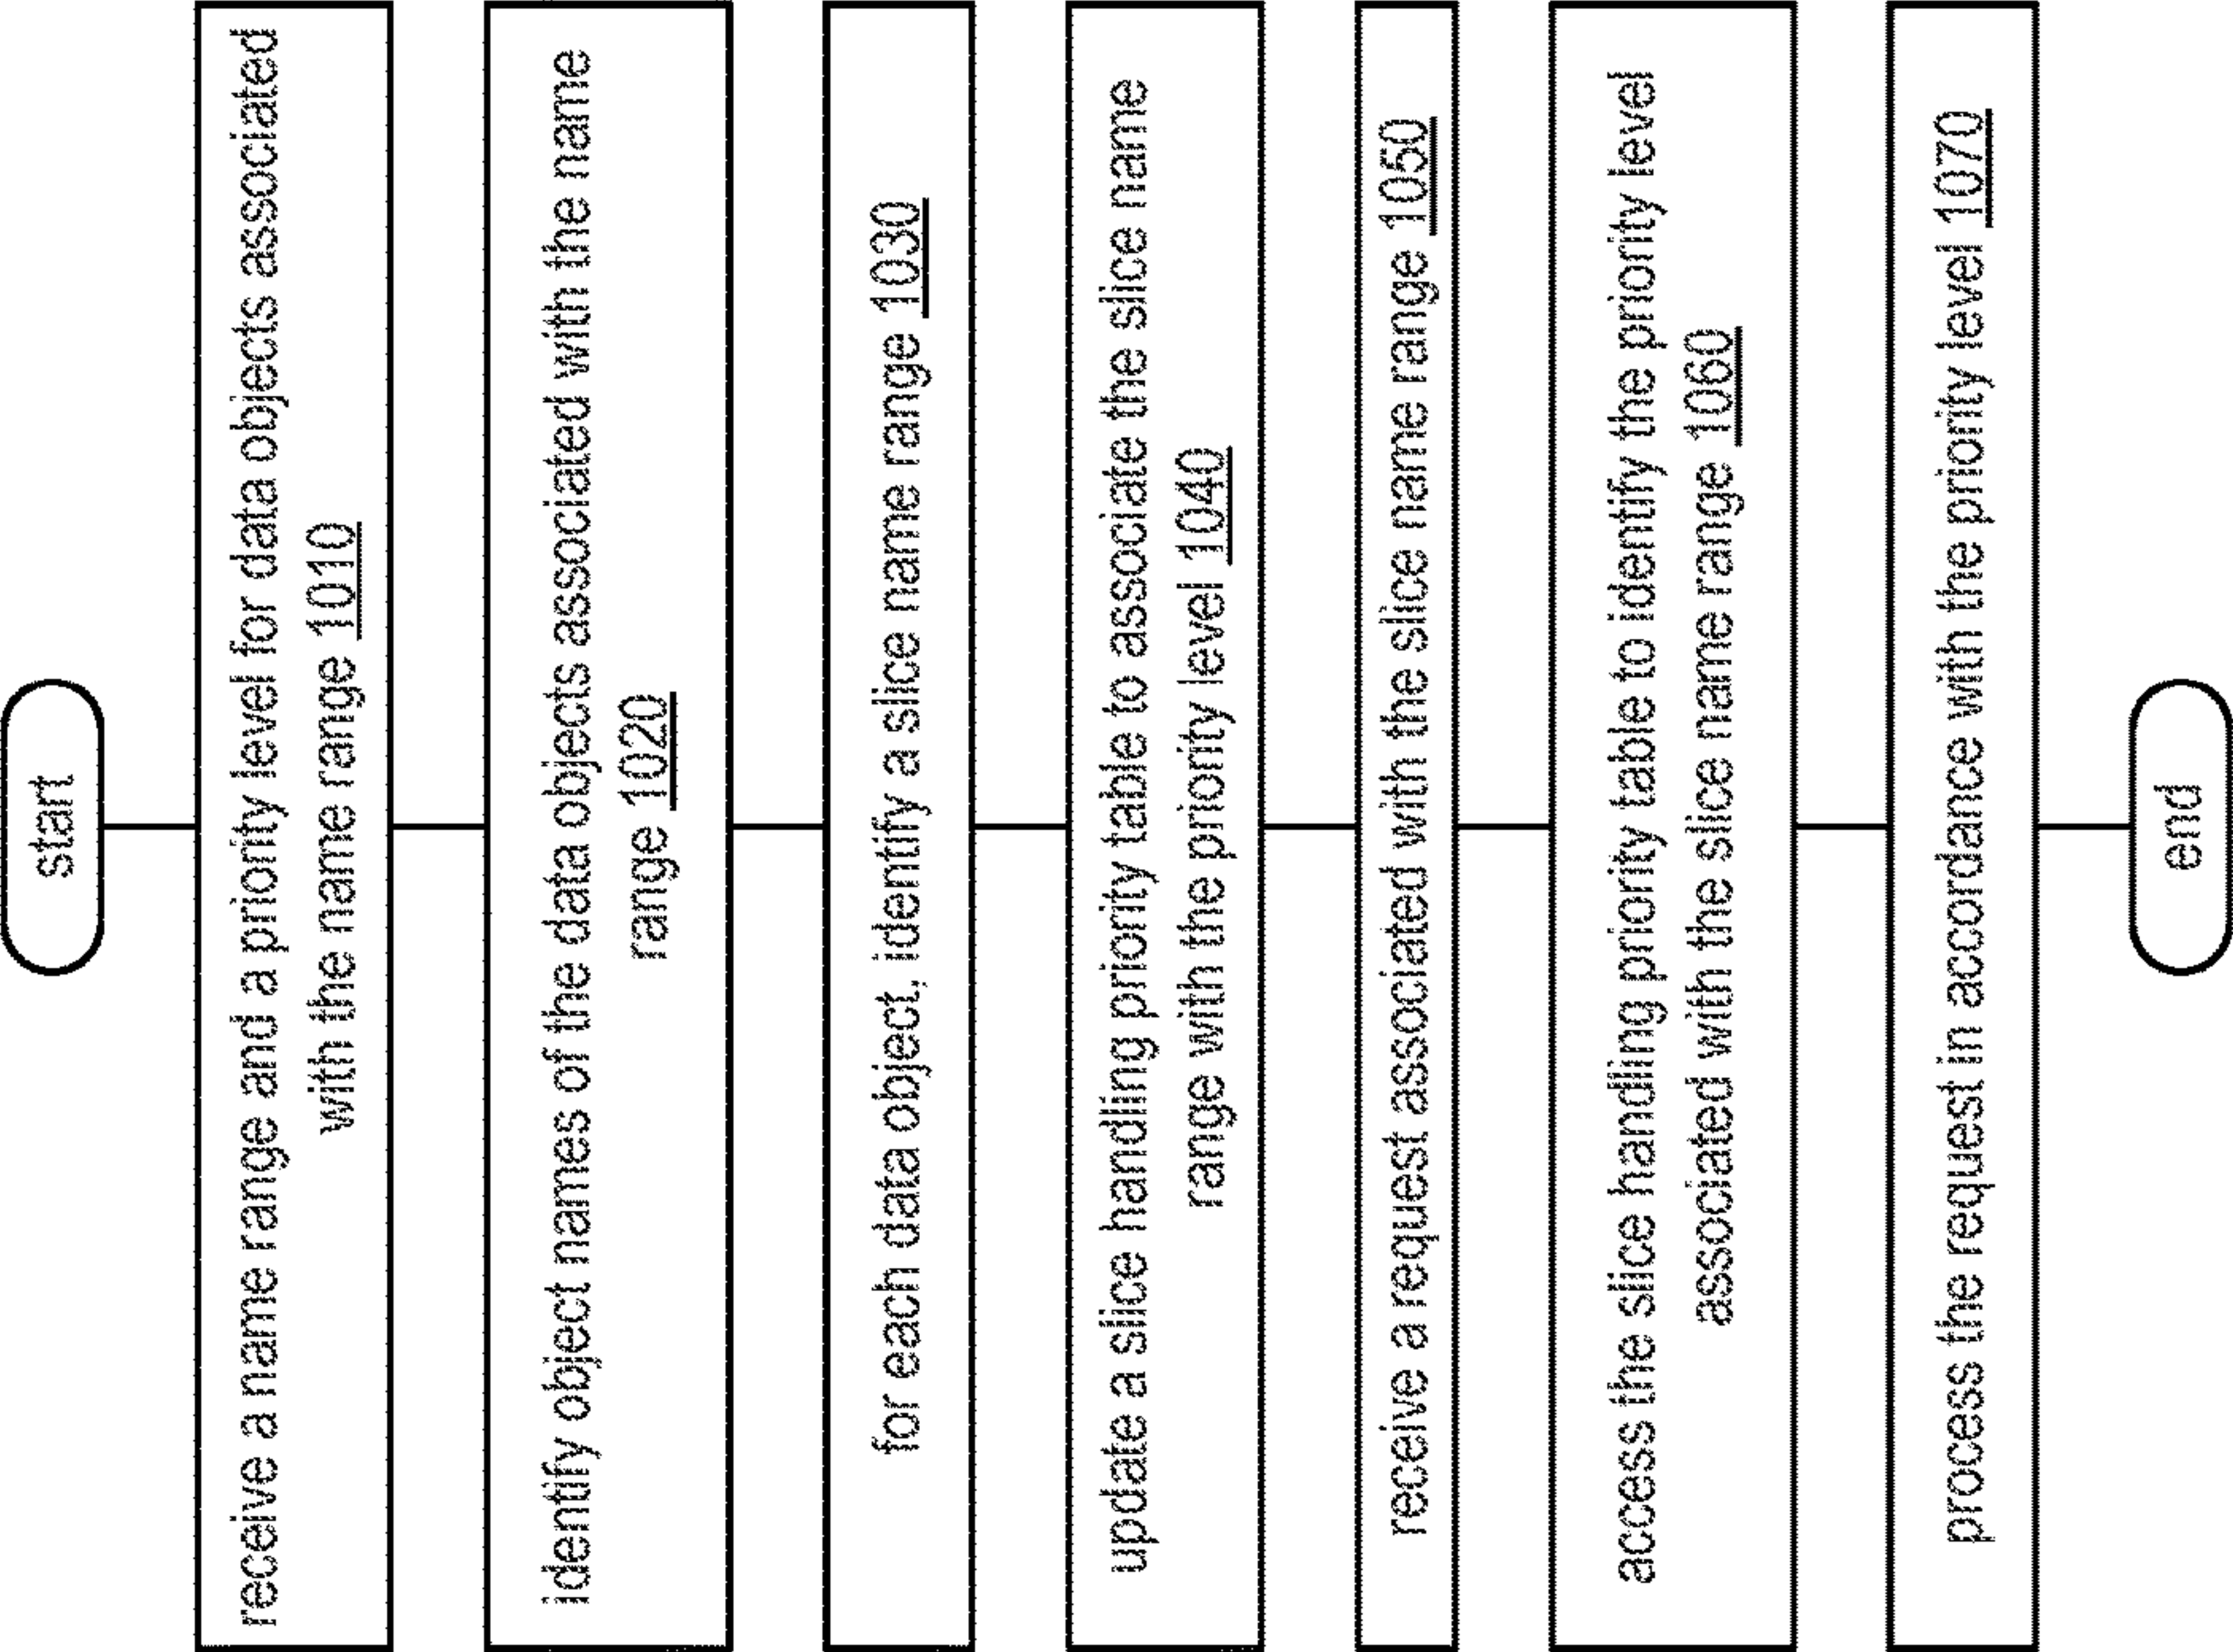 start
receive a name range and a priority level for data objects associated
with the name range 1010
identify object names of the data objects associated with the name
range 1020
for each data object, identify a slice name range 1030
update a slice handling priority table to associate the slice name
range with the priority level 1040
receive a request associated with the slice name range 1050
access the slice handling priority table to identify the priority level
associated with the slice name range 1060
process the request in accordance with the priority level 1070
end